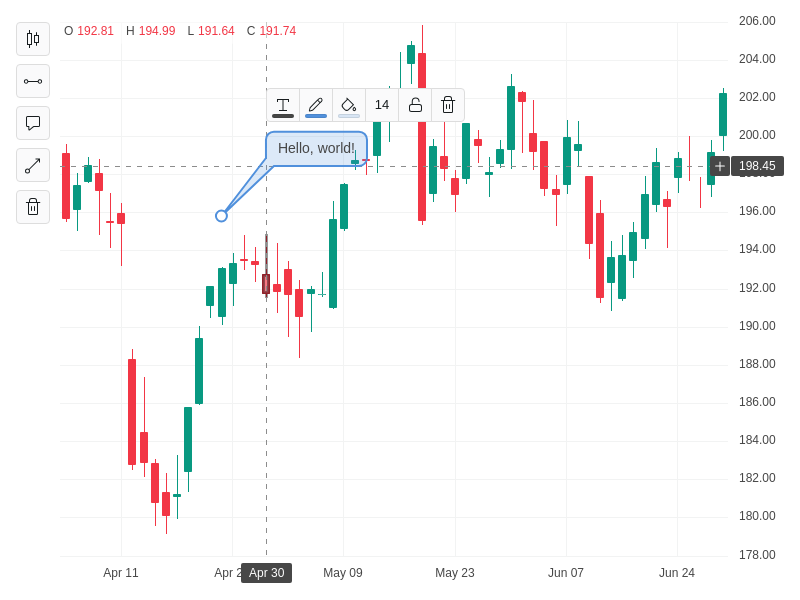 O 192.81 H 194.99 L 191.64 C 191.74
14
Hello, world!
206.00
204.00
202.00
200.00
198.45
196.00
194.00
192.00
190.00
188.00
186.00
184.00
182.00
180.00
178.00
Apr 11
Apr 30
May 09
May 23
Jun 07
Jun 24